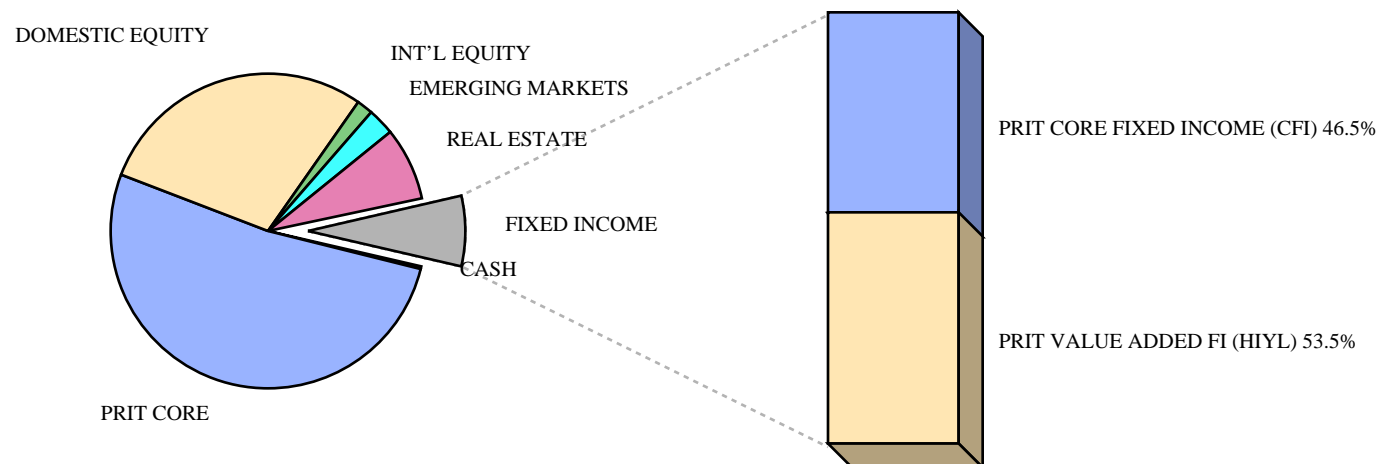 DOMESTIC EQUITY
INT'L EQUITY
EMERGING MARKETS
REAL ESTATE
FIXED INCOME
CASH
PRIT CORE
PRIT CORE FIXED INCOME (CFI) 46.5%
PRIT VALUE ADDED FI (HIYL) 53.5%